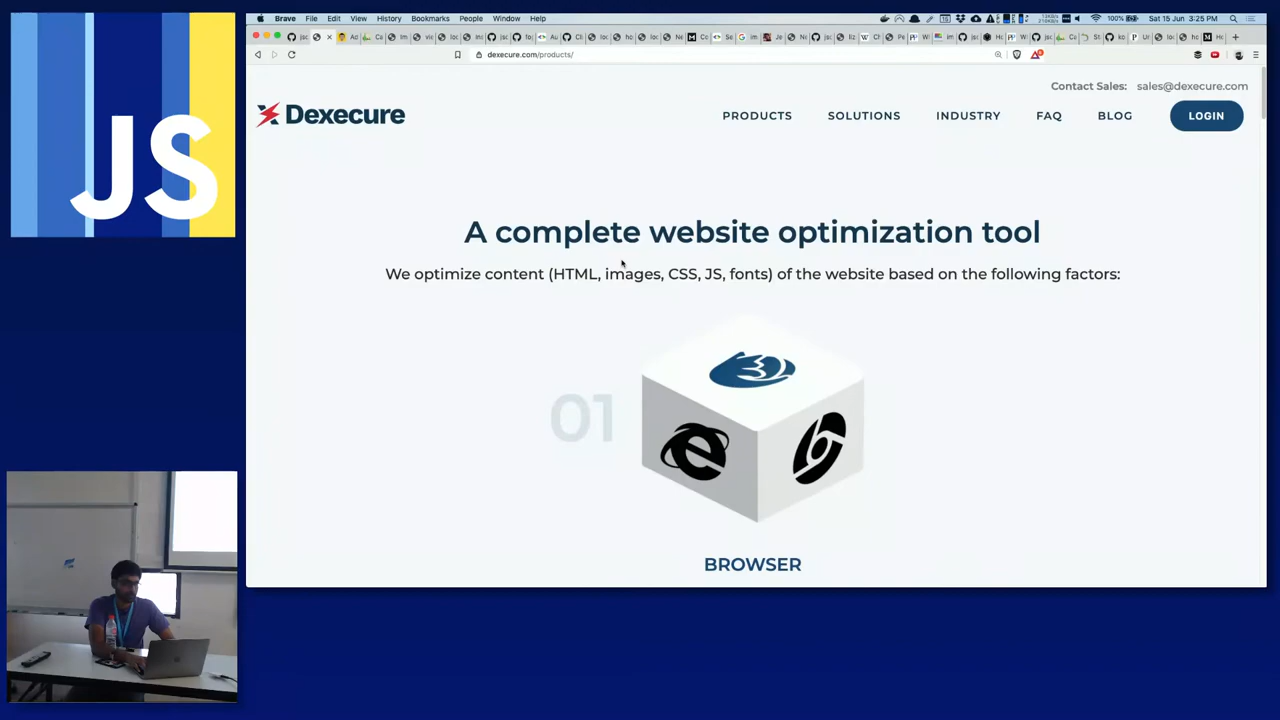 JS
Brave File Edit View History Bookmarks People Window Help
100% Sat 15 Jun 3:25 PM
dexecure.com/products/
Contact Sales: sales@dexecure.com
Dexecure
PRODUCTS SOLUTIONS INDUSTRY FAQ BLOG LOGIN
A complete website optimization tool
We optimize content (HTML, images, CSS, JS, fonts) of the website based on the following factors:
01
BROWSER